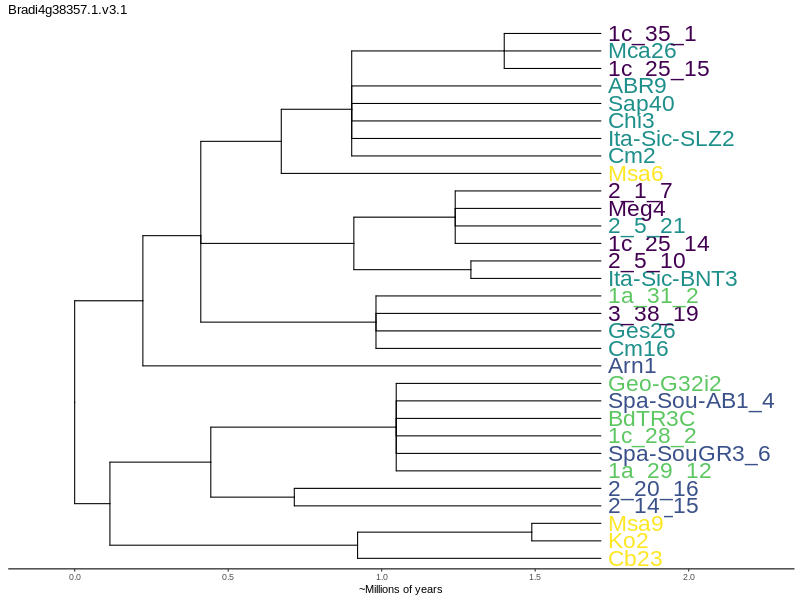 Bradi4g38357.1.v3.1
1c_35_1
Mca26
1c_25_15
ABR9
Sap40
Chl3
Ita-Sic-SLZ2
Cm2
Msa6
2_1_7
Meg4
2_5_21
1c_25_14
2_5_10
Ita-Sic-BNT3
1a_31_2
3_38_19
Ges26
Cm16
Arn1
Geo-G32i2
Spa-Sou-AB1_4
BdTR3C
1c_28_2
Spa-SouGR3_6
1a_29_12
2_20_16
2_14_15
Msa9
Ko2
Cb23
0.0 0.5 1.0 1.5 2.0
~Millions of years